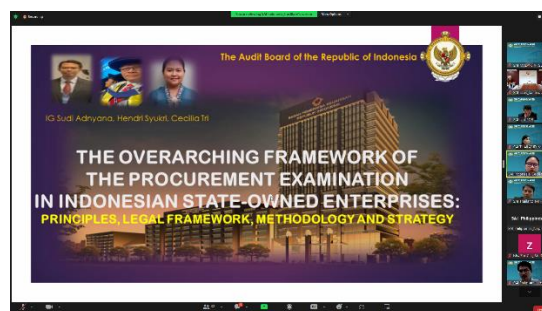 The Audit Board of the Republic of Indonesia
IG Sudi Adnyana, Hendri Syukri, Cecilia Tri
THE OVERARCHING FRAMEWORK OF
THE PROCUREMENT EXAMINATION
IN INDONESIAN STATE-OWNED ENTERPRISES:
PRINCIPLES, LEGAL FRAMEWORK, METHODOLOGY AND STRATEGY
Z